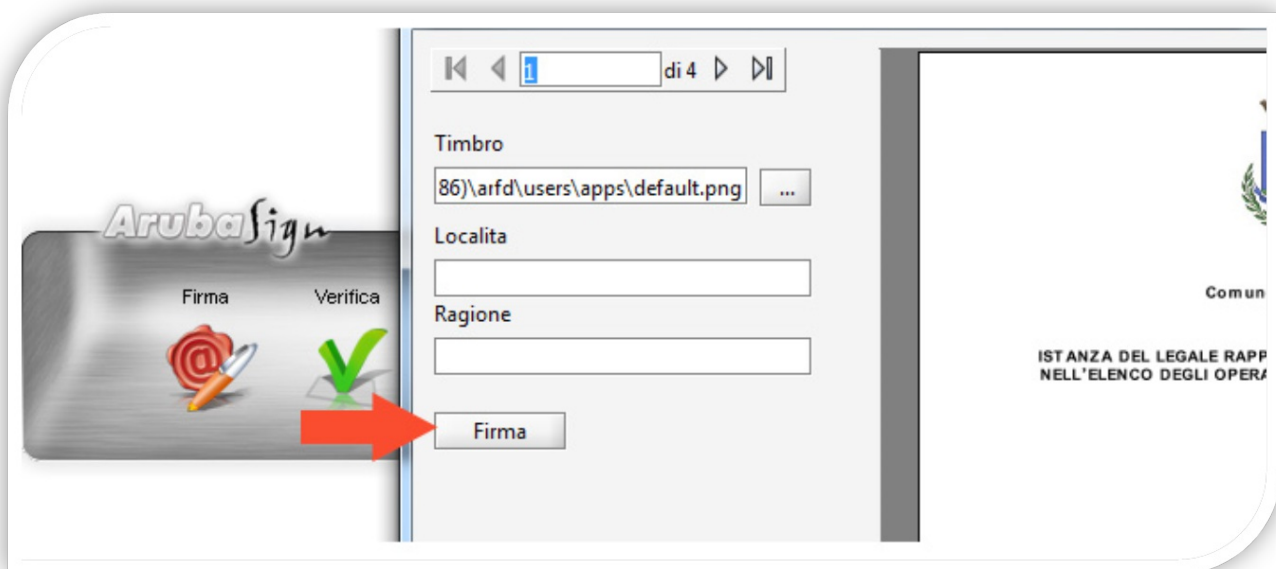 1 di 4
Timbro
86)\arfd\users\apps\default.png ...
ArubaSign
Localita
Firma Verifica
Ragione
Comun
ISTANZA DEL LEGALE RAPP
NELL'ELENCO DEGLI OPERA
Firma